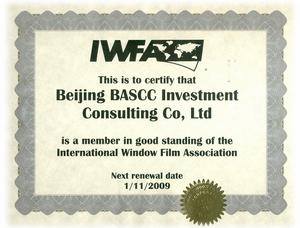 IWFA
This is to certify that
Beijing BASCC Investment
Consulting Co, Ltd
is a member in good standing of the
International Window Film Association
Next renewal date
1/11/2009